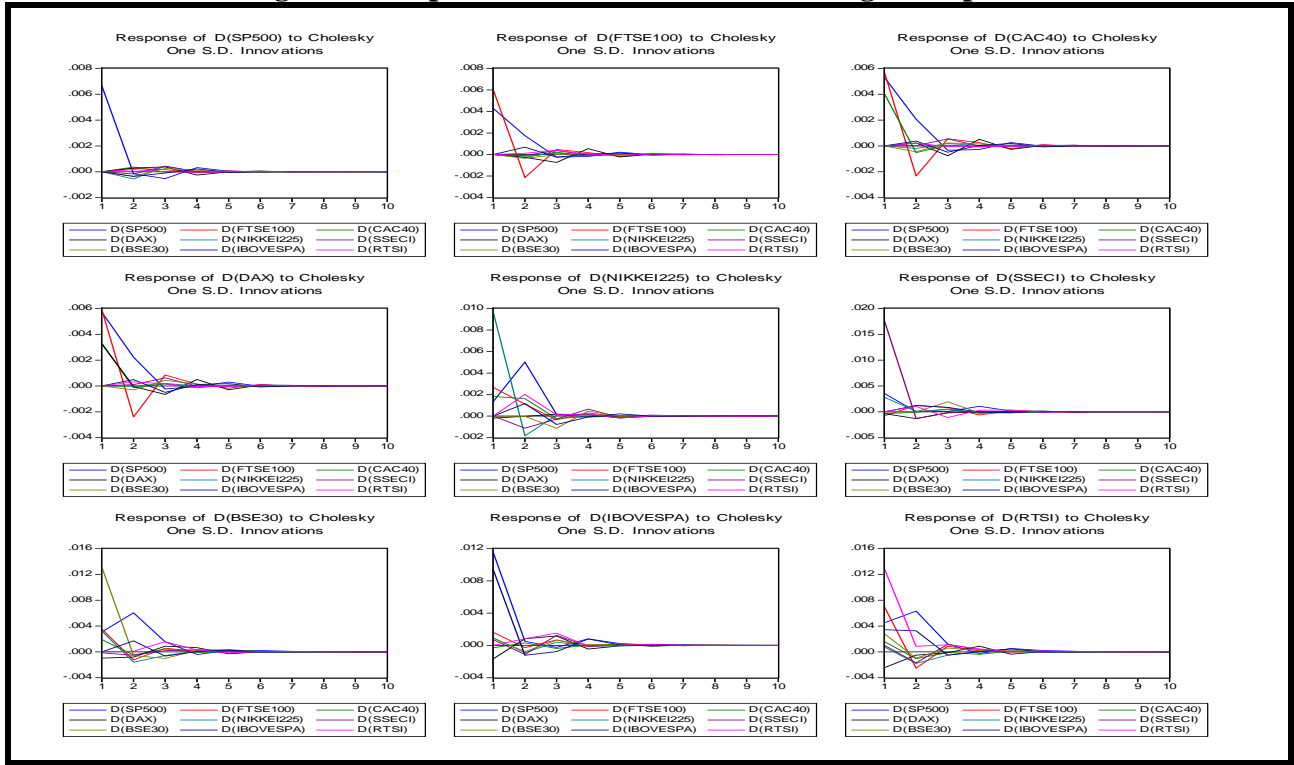 Response of D(SP500) to Cholesky
One S.D. Innovations
.008
.006
.004
.002
.000
-.002
1 2 3 4 5 6 7 8 9 10
D(SP500) D(FTSE100) D(CAC40)
D(DAX) D(NIKKEI225) D(SSECI)
D(BSE30) D(IBOVESPA) D(RTSI)
Response of D(FTSE100) to Cholesky
One S.D. Innovations
.008
.006
.004
.002
.000
-.002
-.004
1 2 3 4 5 6 7 8 9 10
D(SP500) D(FTSE100) D(CAC40)
D(DAX) D(NIKKEI225) D(SSECI)
D(BSE30) D(IBOVESPA) D(RTSI)
Response of D(CAC40) to Cholesky
One S.D. Innovations
.006
.004
.002
.000
-.002
-.004
1 2 3 4 5 6 7 8 9 10
D(SP500) D(FTSE100) D(CAC40)
D(DAX) D(NIKKEI225) D(SSECI)
D(BSE30) D(IBOVESPA) D(RTSI)
Response of D(DAX) to Cholesky
One S.D. Innovations
.006
.004
.002
.000
-.002
-.004
1 2 3 4 5 6 7 8 9 10
D(SP500) D(FTSE100) D(CAC40)
D(DAX) D(NIKKEI225) D(SSECI)
D(BSE30) D(IBOVESPA) D(RTSI)
Response of D(NIKKEI225) to Cholesky
One S.D. Innovations
.010
.008
.006
.004
.002
.000
-.002
1 2 3 4 5 6 7 8 9 10
D(SP500) D(FTSE100) D(CAC40)
D(DAX) D(NIKKEI225) D(SSECI)
D(BSE30) D(IBOVESPA) D(RTSI)
Response of D(SSECI) to Cholesky
One S.D. Innovations
.020
.015
.010
.005
.000
-.005
1 2 3 4 5 6 7 8 9 10
D(SP500) D(FTSE100) D(CAC40)
D(DAX) D(NIKKEI225) D(SSECI)
D(BSE30) D(IBOVESPA) D(RTSI)
Response of D(BSE30) to Cholesky
One S.D. Innovations
.016
.012
.008
.004
.000
-.004
1 2 3 4 5 6 7 8 9 10
D(SP500) D(FTSE100) D(CAC40)
D(DAX) D(NIKKEI225) D(SSECI)
D(BSE30) D(IBOVESPA) D(RTSI)
Response of D(IBOVESPA) to Cholesky
One S.D. Innovations
.012
.008
.004
.000
-.004
1 2 3 4 5 6 7 8 9 10
D(SP500) D(FTSE100) D(CAC40)
D(DAX) D(NIKKEI225) D(SSECI)
D(BSE30) D(IBOVESPA) D(RTSI)
Response of D(RTSI) to Cholesky
One S.D. Innovations
.016
.012
.008
.004
.000
-.004
1 2 3 4 5 6 7 8 9 10
D(SP500) D(FTSE100) D(CAC40)
D(DAX) D(NIKKEI225) D(SSECI)
D(BSE30) D(IBOVESPA) D(RTSI)